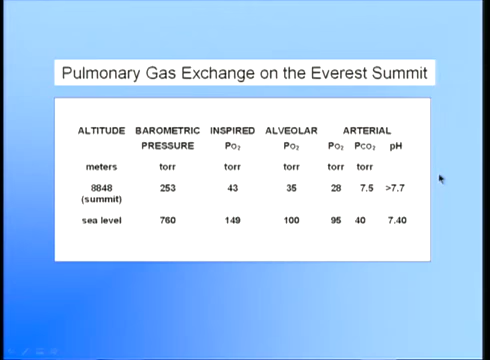 Pulmonary Gas Exchange on the Everest Summit
ALTITUDE BAROMETRIC INSPIRED ALVEOLAR ARTERIAL
PRESSURE PO₂ PO₂ PO₂ PCO₂ pH
meters torr torr torr torr torr
8848 253 43 35 28 7.5 >7.7
(summit)
sea level 760 149 100 95 40 7.40